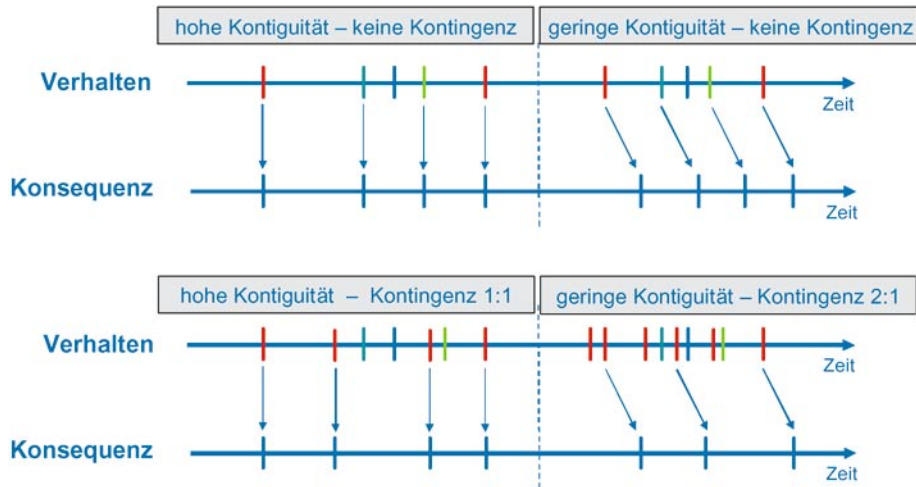 hohe Kontiguität – keine Kontingenz
geringe Kontiguität – keine Kontingenz
Verhalten
Zeit
Konsequenz
Zeit
hohe Kontiguität – Kontingenz 1:1
geringe Kontiguität – Kontingenz 2:1
Verhalten
Zeit
Konsequenz
Zeit